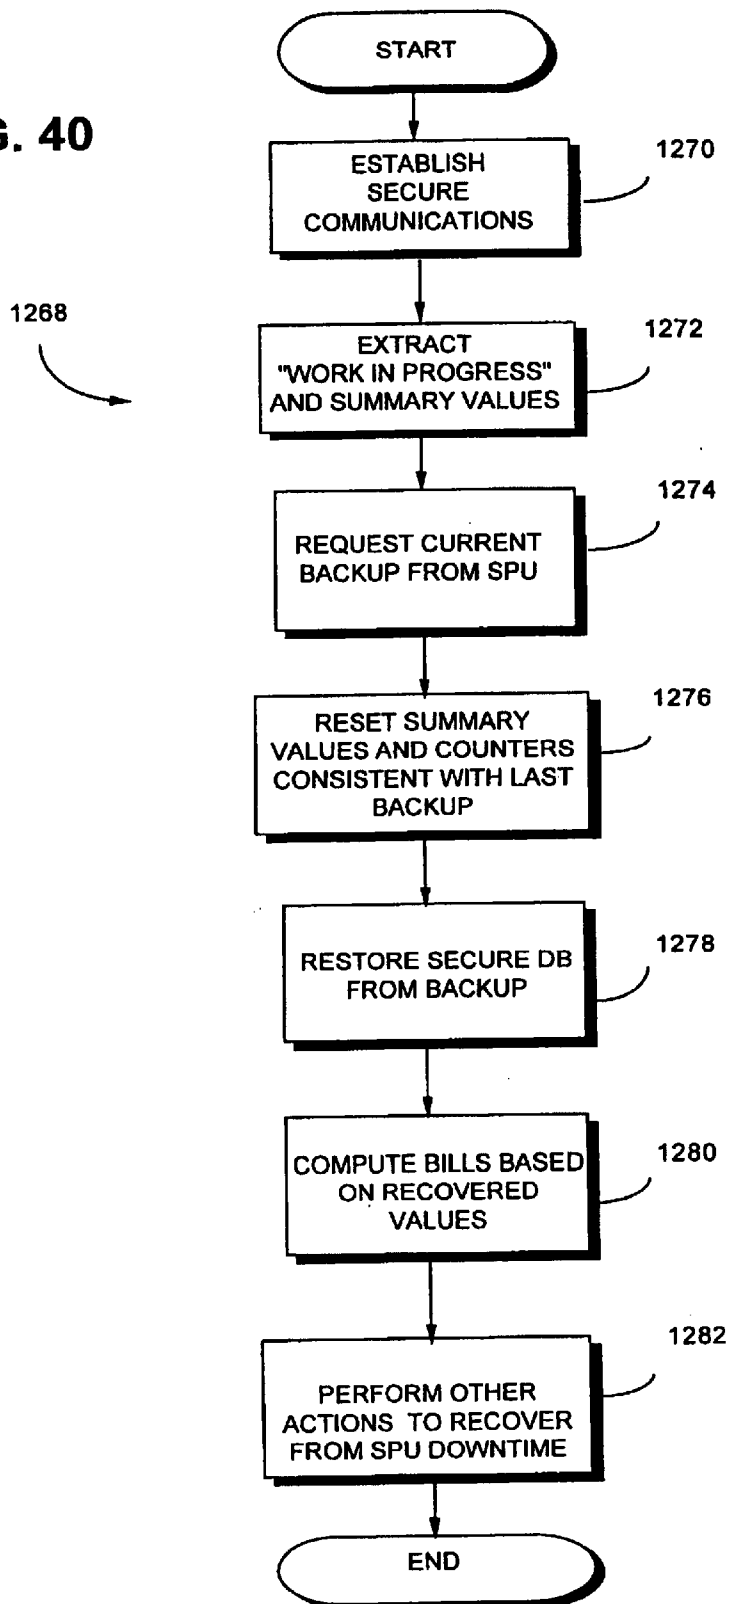 START
G. 40
ESTABLISH
SECURE
COMMUNICATIONS
1270
1268
EXTRACT
"WORK IN PROGRESS"
AND SUMMARY VALUES
1272
REQUEST CURRENT
BACKUP FROM SPU
1274
RESET SUMMARY
VALUES AND COUNTERS
CONSISTENT WITH LAST
BACKUP
1276
RESTORE SECURE DB
FROM BACKUP
1278
COMPUTE BILLS BASED
ON RECOVERED
VALUES
1280
PERFORM OTHER
ACTIONS TO RECOVER
FROM SPU DOWNTIME
1282
END